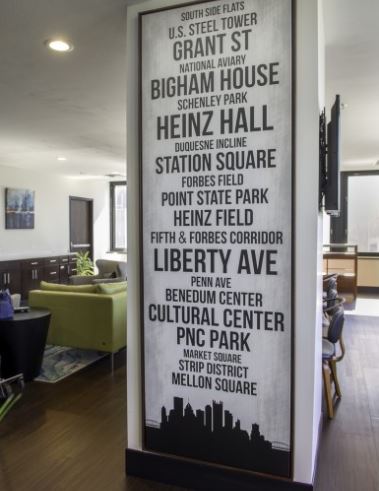 SOUTH SIDE FLATS
U.S. STEEL TOWER
GRANT ST
NATIONAL AVIARY
BIGHAM HOUSE
SCHENLEY PARK
HEINZ HALL
DUQUESNE INCLINE
STATION SQUARE
FORBES FIELD
POINT STATE PARK
HEINZ FIELD
FIFTH & FORBES CORRIDOR
LIBERTY AVE
PENN AVE
BENEDUM CENTER
CULTURAL CENTER
PNC PARK
MARKET SQUARE
STRIP DISTRICT
MELLON SQUARE